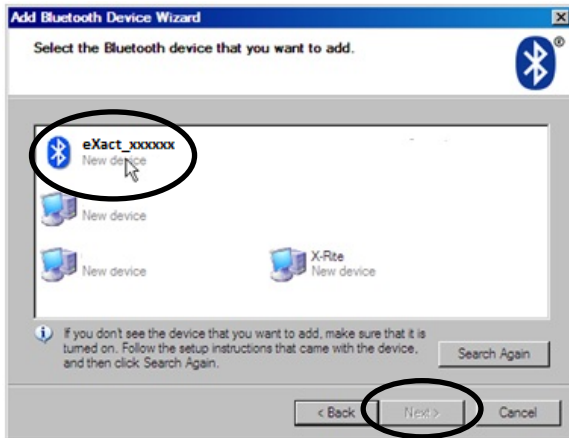 Add Bluetooth Device Wizard
Select the Bluetooth device that you want to add.
®
eXact_xxxxxx
New device
New device
New device
X-Rite
New device
If you don't see the device that you want to add, make sure that it is
turned on. Follow the setup instructions that came with the device,
and then click Search Again.
Search Again
< Back
Next >
Cancel